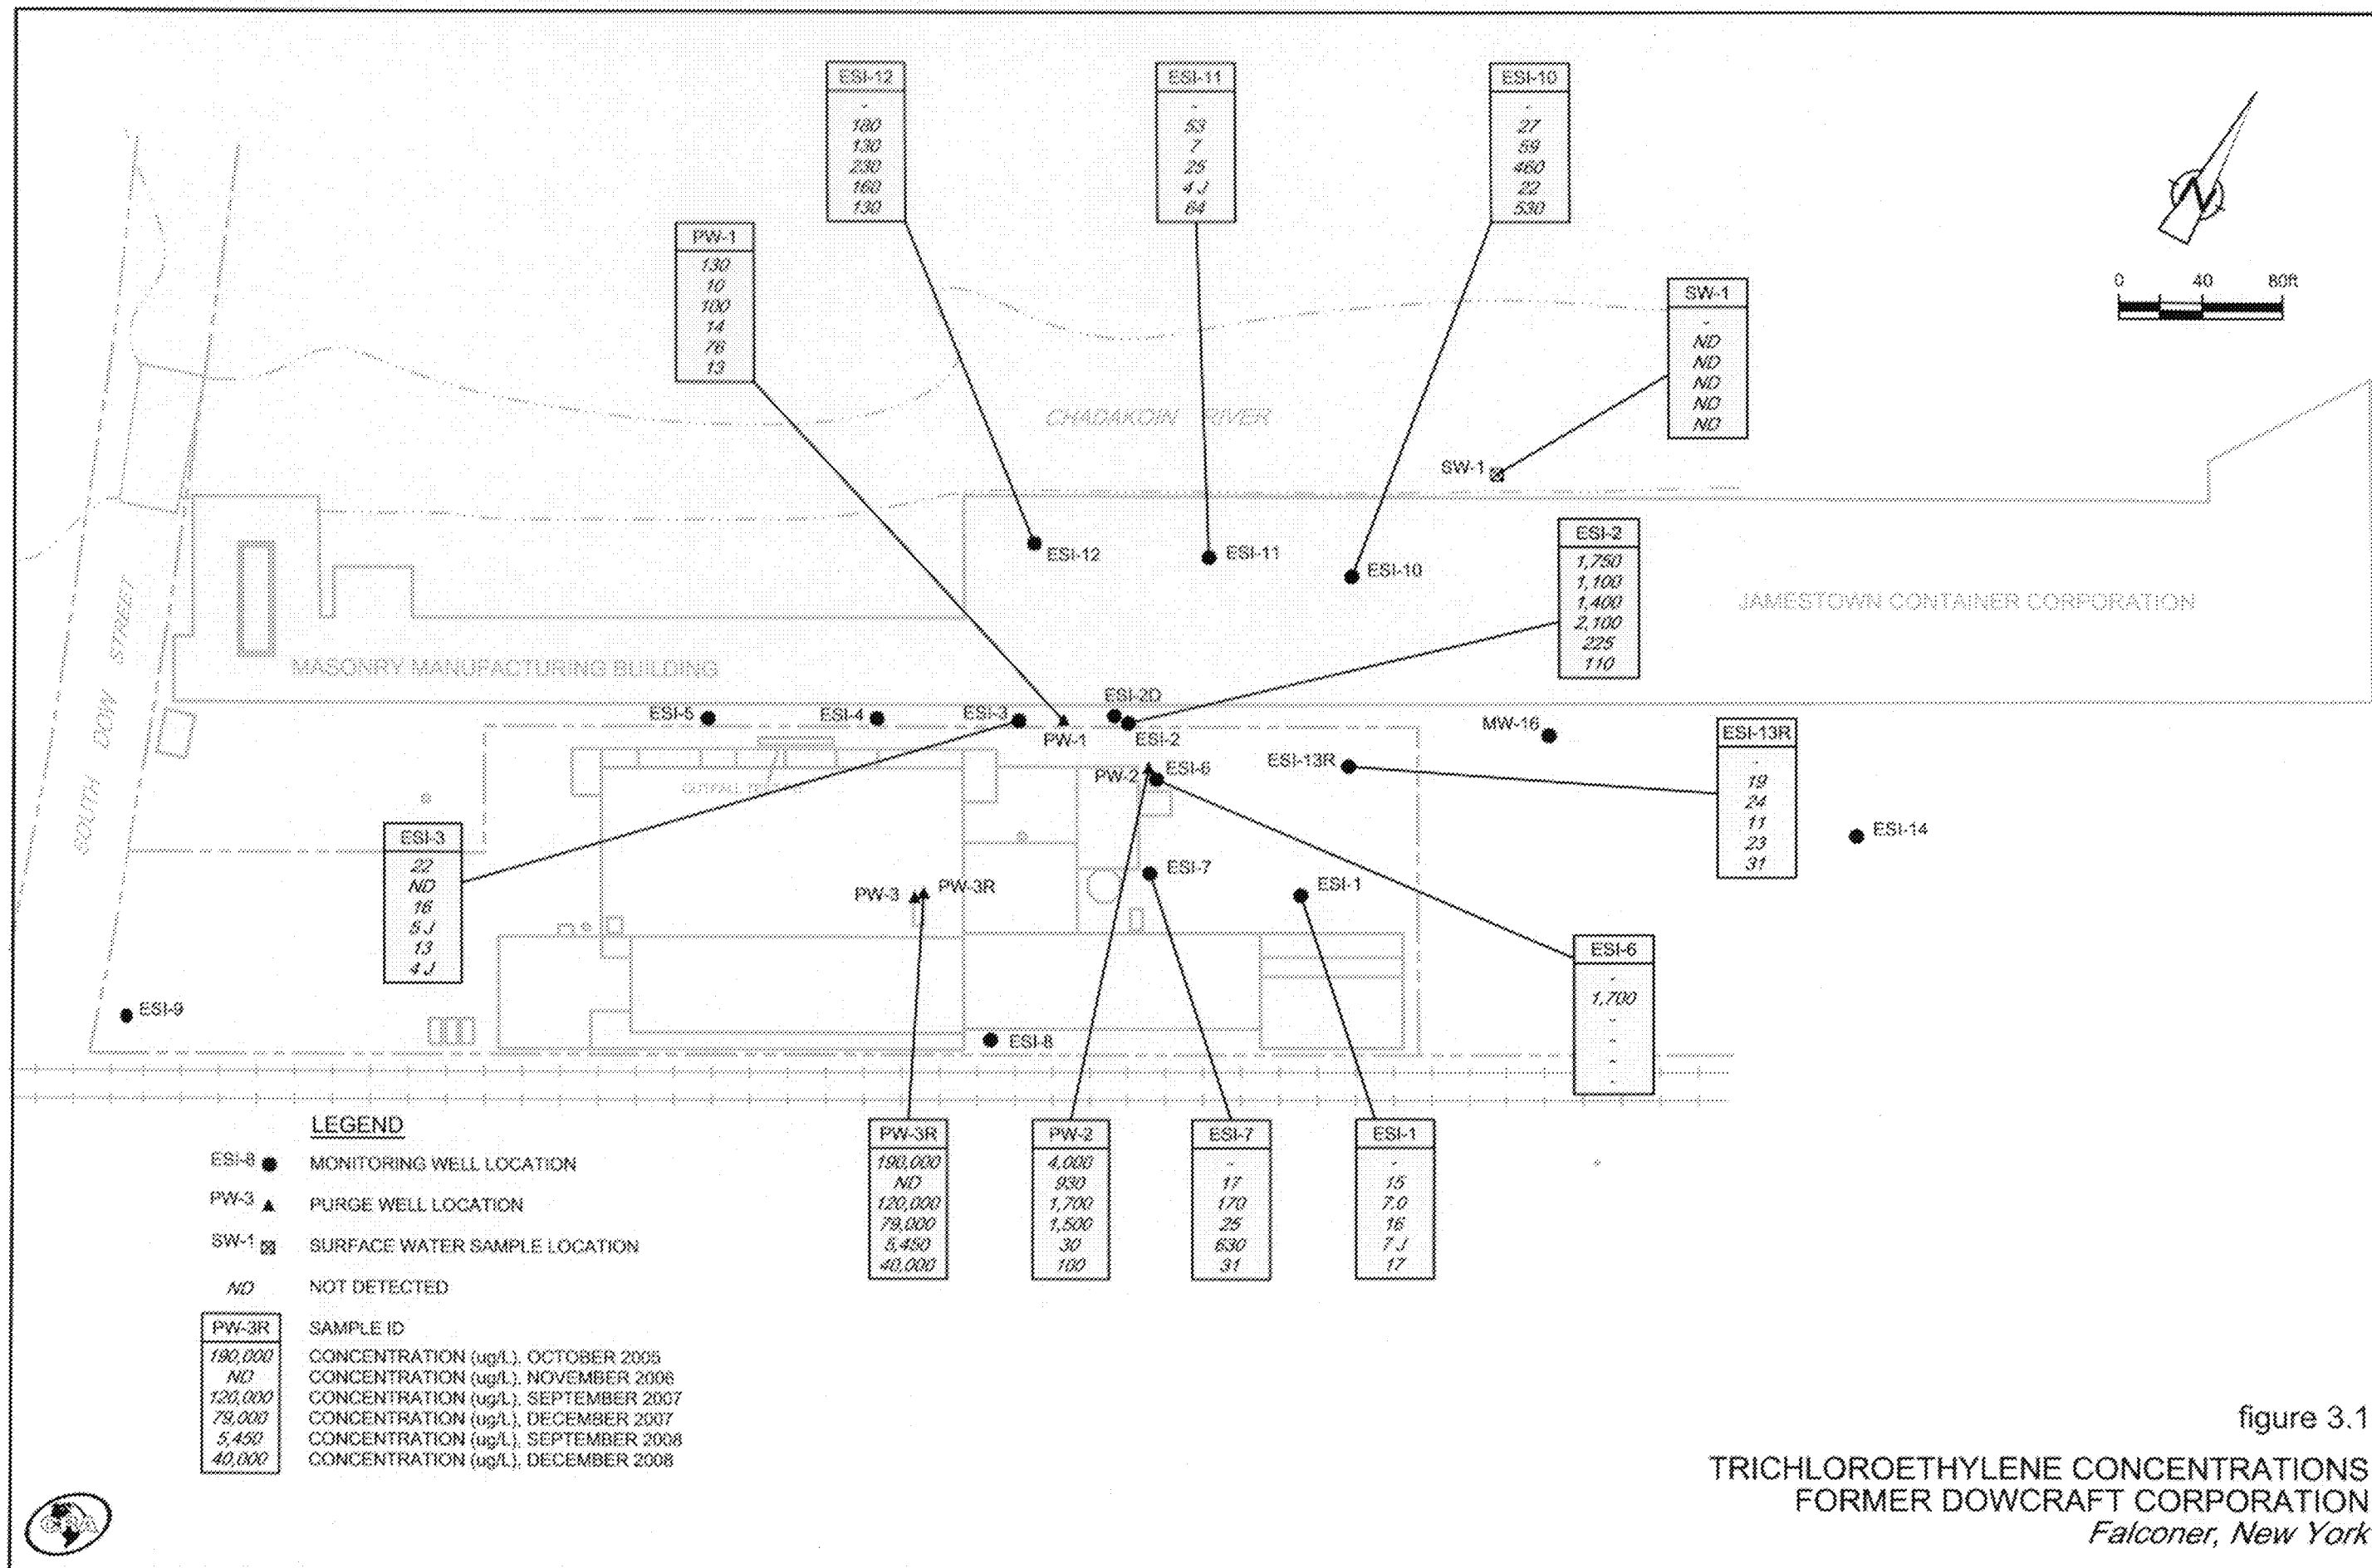 ESI-12
-
180
130
230
160
130
ESI-11
-
53
7
25
4 J
64
ESI-10
-
27
59
460
22
530
PW-1
130
10
100
14
76
13
N
0 40 80ft
SW-1
-
ND
ND
ND
ND
ND
CHADAKOIN RIVER
SW-1
ESI-12
ESI-11
ESI-10
ESI-2
1,750
1,100
1,400
2,100
225
110
JAMESTOWN CONTAINER CORPORATION
MASONRY MANUFACTURING BUILDING
SOUTH DOW STREET
ESI-5
ESI-4
ESI-3
PW-1
ESI-2D
ESI-2
MW-16
ESI-13R
-
19
24
11
23
31
ESI-13R
PW-2
ESI-6
OUTFALL
ESI-14
ESI-3
22
ND
16
5 J
13
4 J
ESI-7
ESI-1
PW-3
PW-3R
ESI-6
-
1,700
-
-
-
-
ESI-9
ESI-8
PW-3R
190,000
ND
120,000
79,000
5,450
40,000
PW-2
4,000
930
1,700
1,500
30
100
ESI-7
-
17
170
25
630
31
ESI-1
-
15
7.0
16
7 J
17
LEGEND
ESI-8 MONITORING WELL LOCATION
PW-3 PURGE WELL LOCATION
SW-1 SURFACE WATER SAMPLE LOCATION
ND NOT DETECTED
PW-3R SAMPLE ID
190,000 CONCENTRATION (ug/L), OCTOBER 2005
ND CONCENTRATION (ug/L), NOVEMBER 2006
120,000 CONCENTRATION (ug/L), SEPTEMBER 2007
79,000 CONCENTRATION (ug/L), DECEMBER 2007
5,450 CONCENTRATION (ug/L), SEPTEMBER 2008
40,000 CONCENTRATION (ug/L), DECEMBER 2008
figure 3.1
TRICHLOROETHYLENE CONCENTRATIONS
FORMER DOWCRAFT CORPORATION
Falconer, New York
CRA